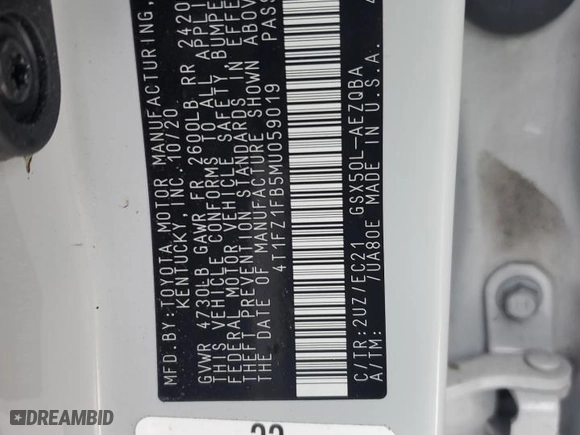 MFD. BY: TOYOTA MOTOR MANUFACTURING,
KENTUCKY, INC. 10/20
GVWR 4730LB GAWR FR 2600LB RR 2420
THIS VEHICLE CONFORMS TO ALL APPLI
FEDERAL MOTOR VEHICLE SAFETY, BUMPE
THEFT PREVENTION STANDARDS IN EFFE
THE DATE OF MANUFACTURE SHOWN ABOV
4T1FZ1FB5MU059019 PASS
C/TR: 2UZ/EC21 GSX50L-AEZQBA
A/TM: /UA80E MADE IN U.S.A.
DREAMBID